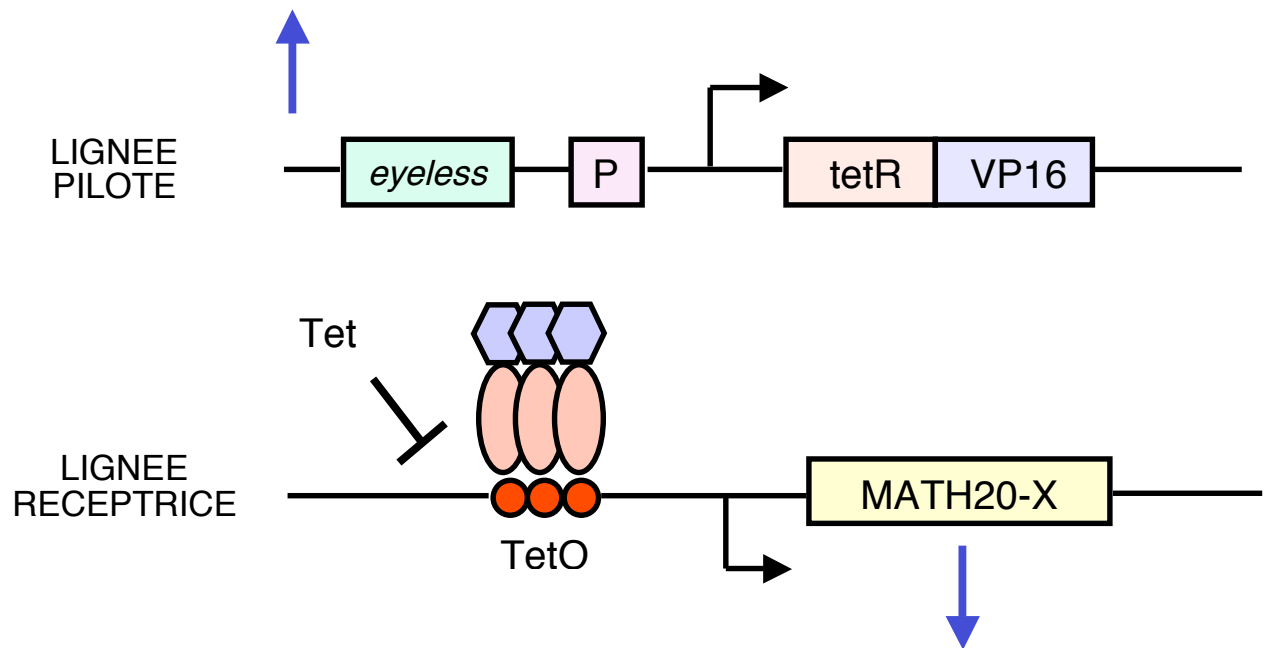 LIGNEE
PILOTE
eyeless
P
tetR
VP16
Tet
LIGNEE
RECEPTRICE
MATH20-X
TetO